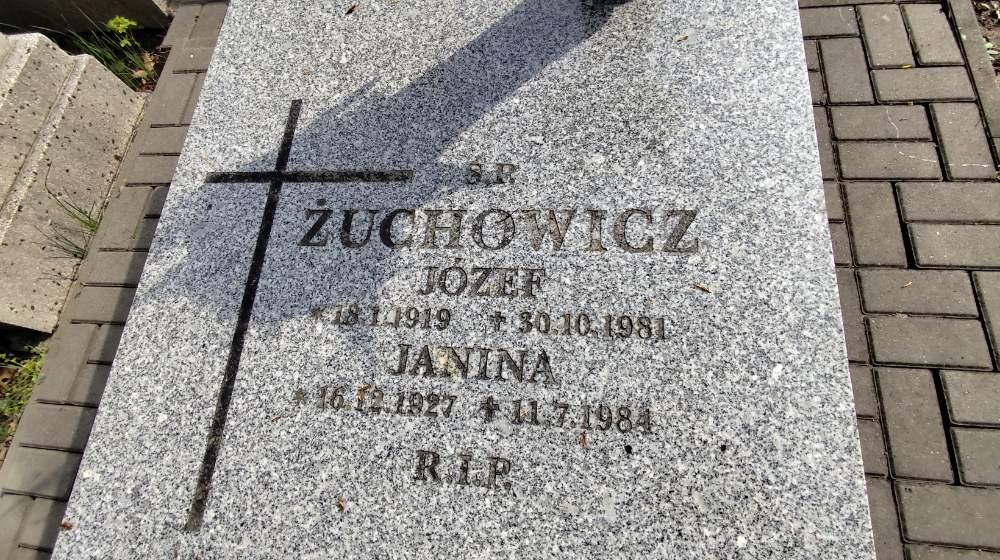 Ś.P.
ŻUCHOWICZ
JÓZEF
* 18.1.1919 ✝ 30.10.1981
JANINA
* 16.12.1927 ✝ 11.7.1984
R.I.P.